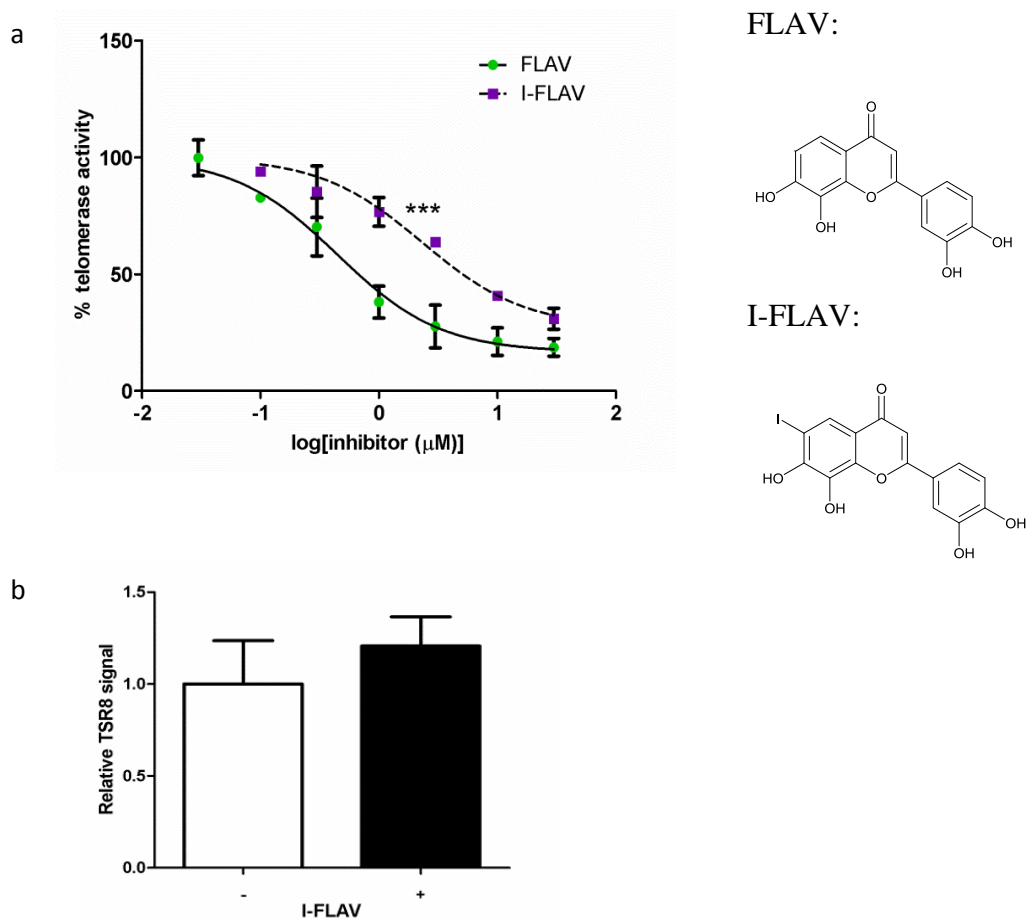 a
150
100
50
0
% telomerase activity
-2
-1
0
1
2
log[inhibitor (μM)]
FLAV
I-FLAV
***
FLAV:
O
HO
O
OH
OH
OH
I-FLAV:
O
I
HO
O
OH
OH
OH
b
1.5
1.0
0.5
0.0
Relative TSR8 signal
-
+
I-FLAV